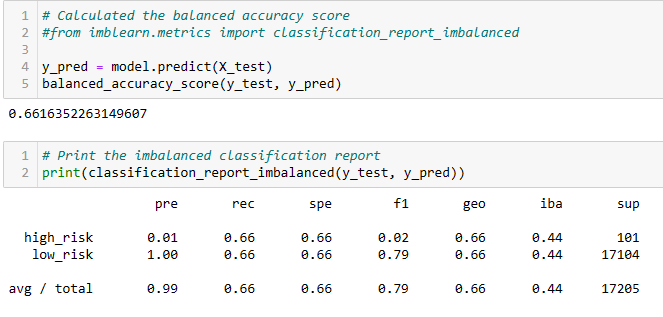 1 # Calculated the balanced accuracy score
2 #from imblearn.metrics import classification_report_imbalanced
3
4 y_pred = model.predict(X_test)
5 balanced_accuracy_score(y_test, y_pred)
0.6616352263149607
1 # Print the imbalanced classification report
2 print(classification_report_imbalanced(y_test, y_pred))
pre rec spe f1 geo iba sup
high_risk 0.01 0.66 0.66 0.02 0.66 0.44 101
low_risk 1.00 0.66 0.66 0.79 0.66 0.44 17104
avg / total 0.99 0.66 0.66 0.79 0.66 0.44 17205